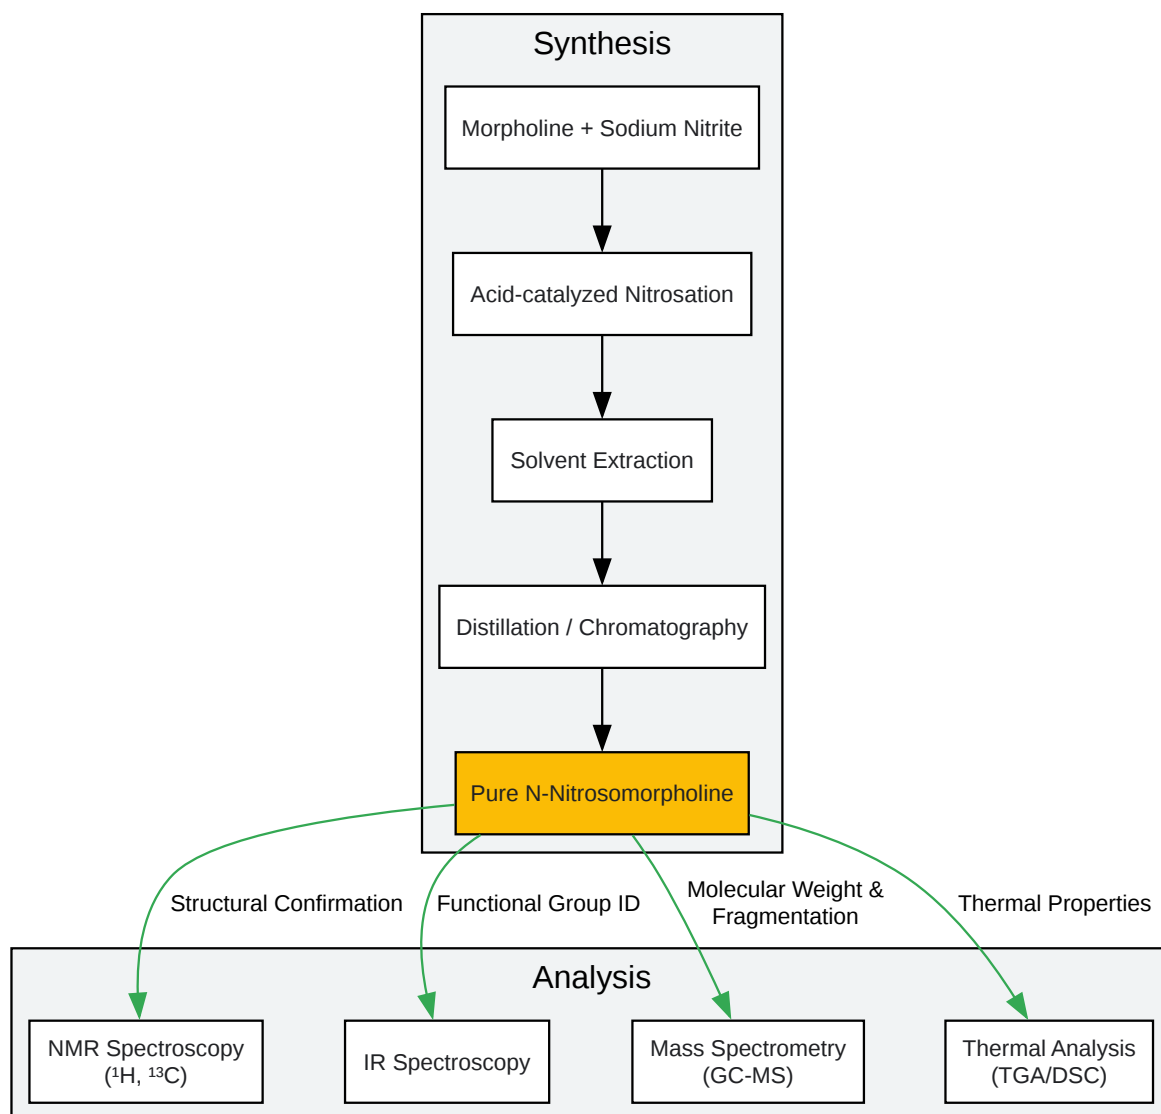 Synthesis
Morpholine + Sodium Nitrite
Acid-catalyzed Nitrosation
Solvent Extraction
Distillation / Chromatography
Pure N-Nitrosomorpholine
Structural Confirmation
Functional Group ID
Molecular Weight &
Fragmentation
Thermal Properties
Analysis
NMR Spectroscopy
(¹H, ¹³C)
IR Spectroscopy
Mass Spectrometry
(GC-MS)
Thermal Analysis
(TGA/DSC)